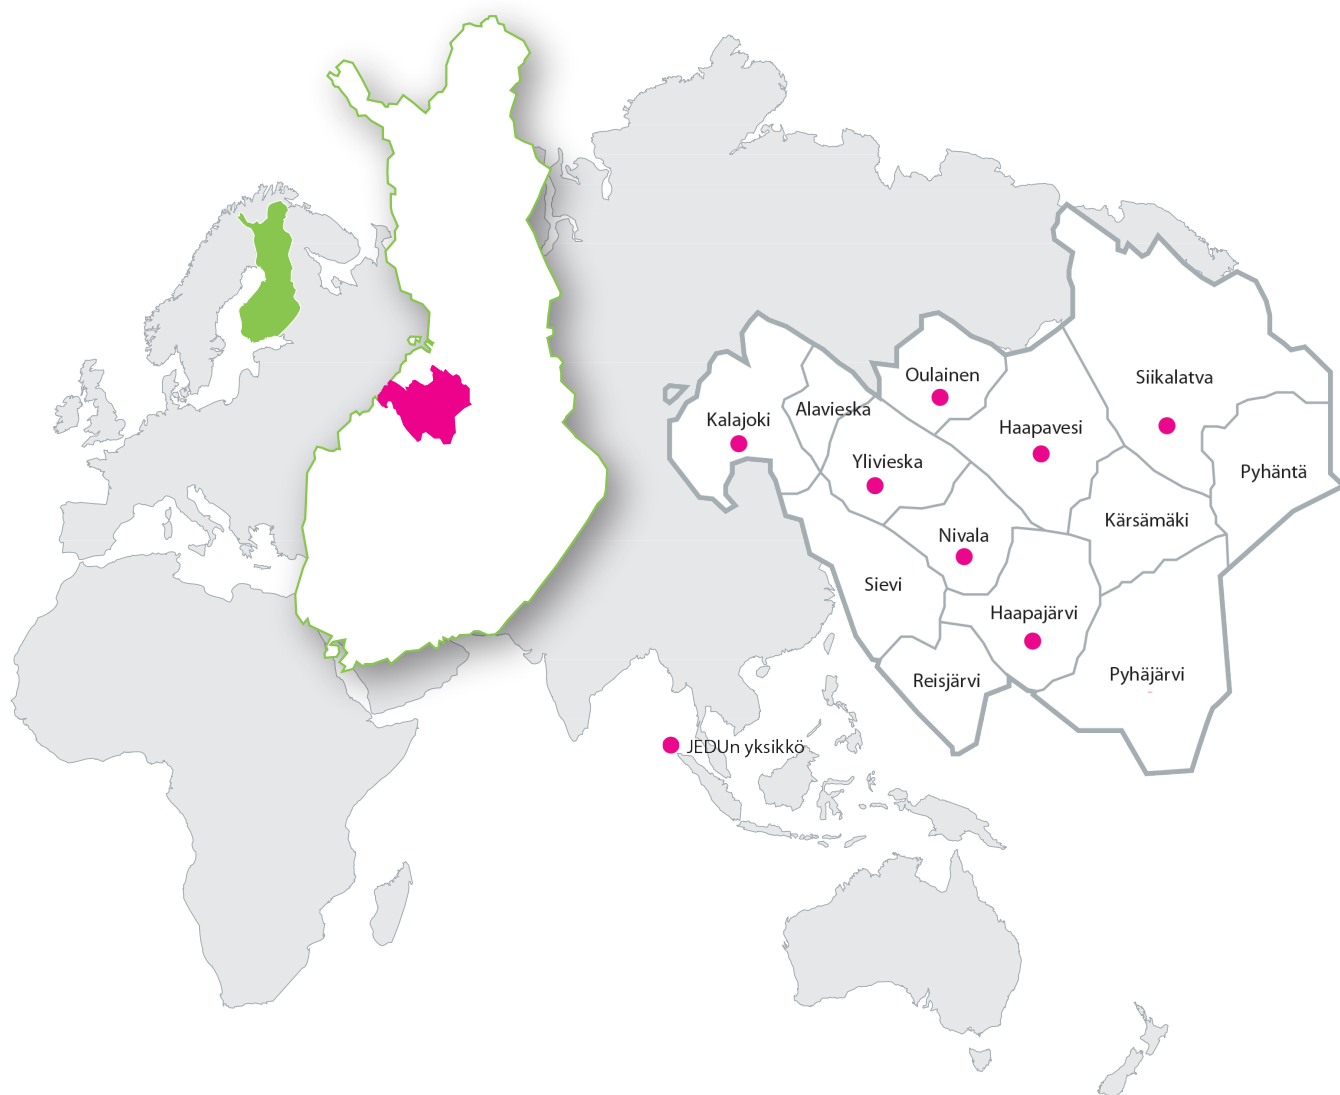 Oulainen
Siikalatva
Alavieska
Kalajoki
Haapavesi
Ylivieska
Pyhäntä
Kärsämäki
Nivala
Sievi
Haapajärvi
Reisjärvi
Pyhäjärvi
JEDUn yksikkö